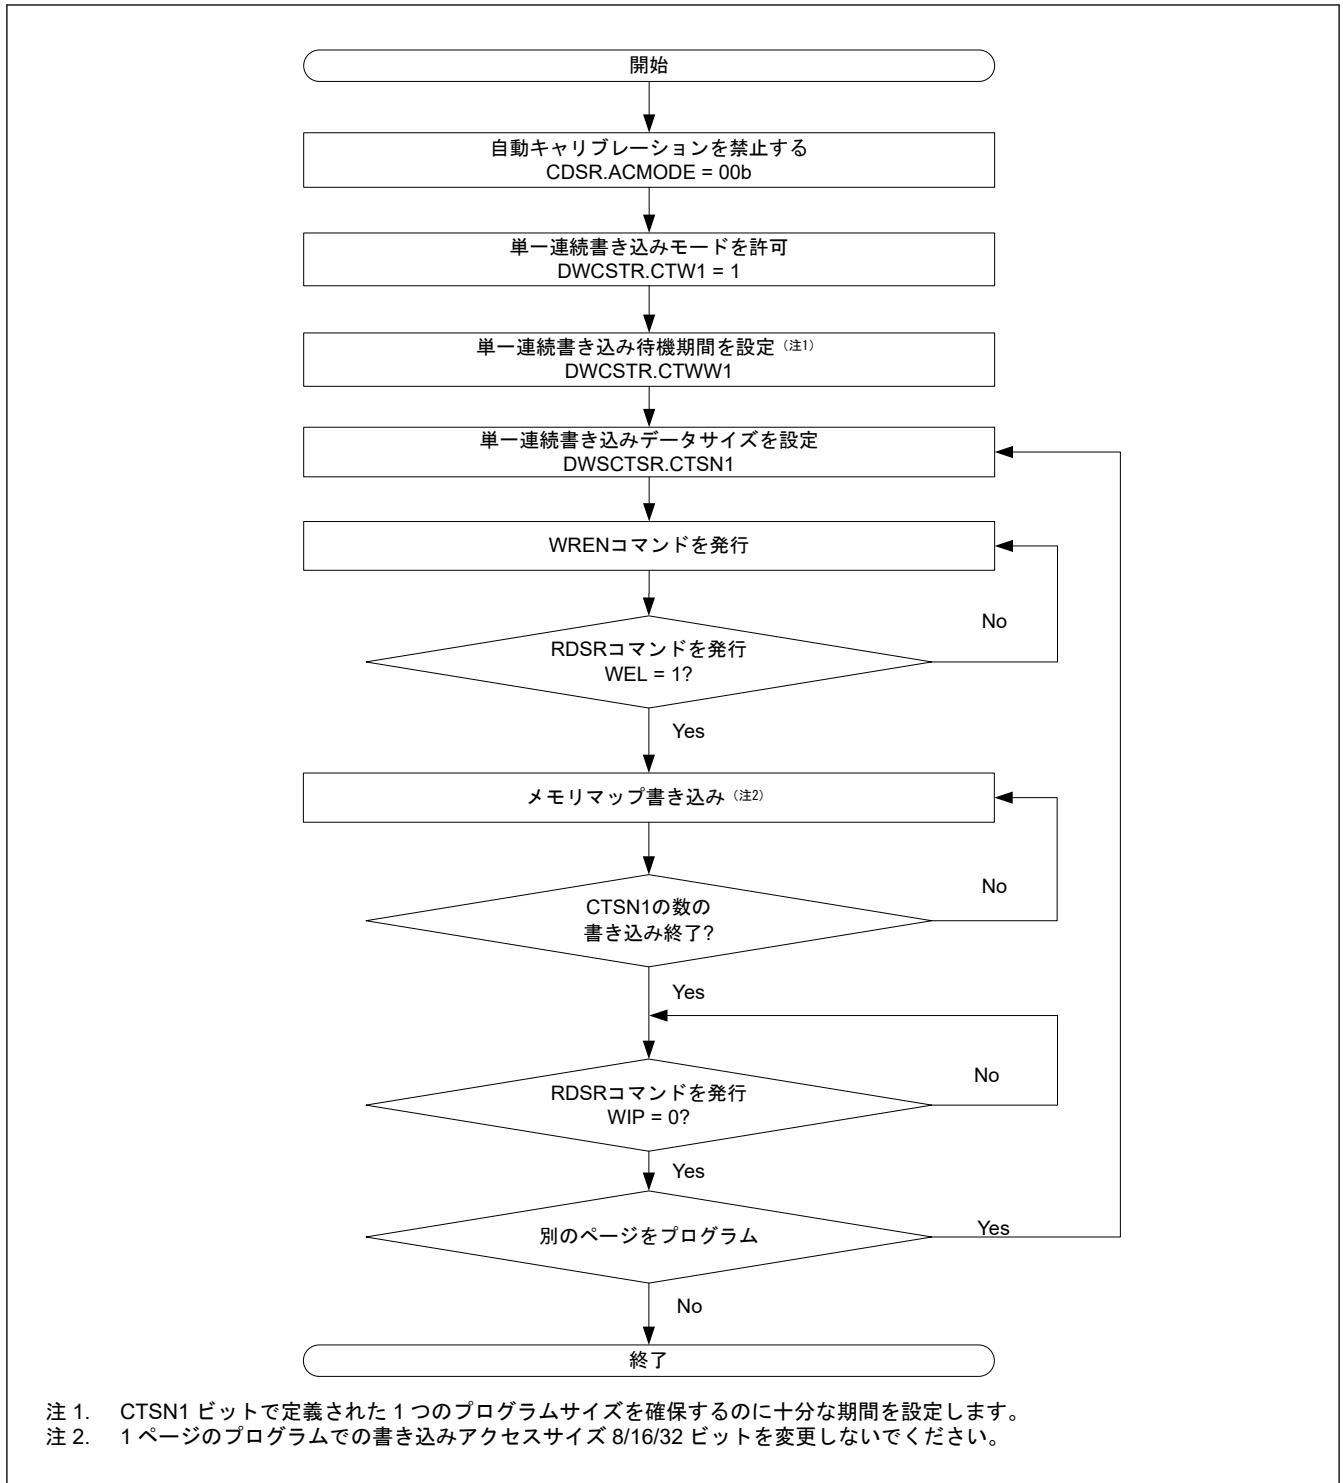 開始
自動キャリブレーションを禁止する
CDSR.ACMODE = 00b
単一連続書き込みモードを許可
DWCSTR.CTW1 = 1
単一連続書き込み待機期間を設定（注1）
DWCSTR.CTWW1
単一連続書き込みデータサイズを設定
DWSCTSR.CTSN1
WRENコマンドを発行
No
RDSRコマンドを発行
WEL = 1?
Yes
メモリマップ書き込み（注2）
No
CTSN1の数の
書き込み終了?
Yes
No
RDSRコマンドを発行
WIP = 0?
Yes
別のページをプログラム
Yes
No
終了
注 1. CTSN1 ビットで定義された 1 つのプログラムサイズを確保するのに十分な期間を設定します。
注 2. 1 ページのプログラムでの書き込みアクセスサイズ 8/16/32 ビットを変更しないでください。